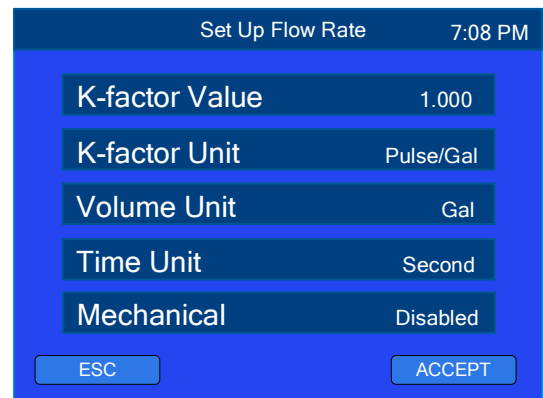 Set Up Flow Rate 7:08 PM
K-factor Value 1.000
K-factor Unit Pulse/Gal
Volume Unit Gal
Time Unit Second
Mechanical Disabled
ESC ACCEPT